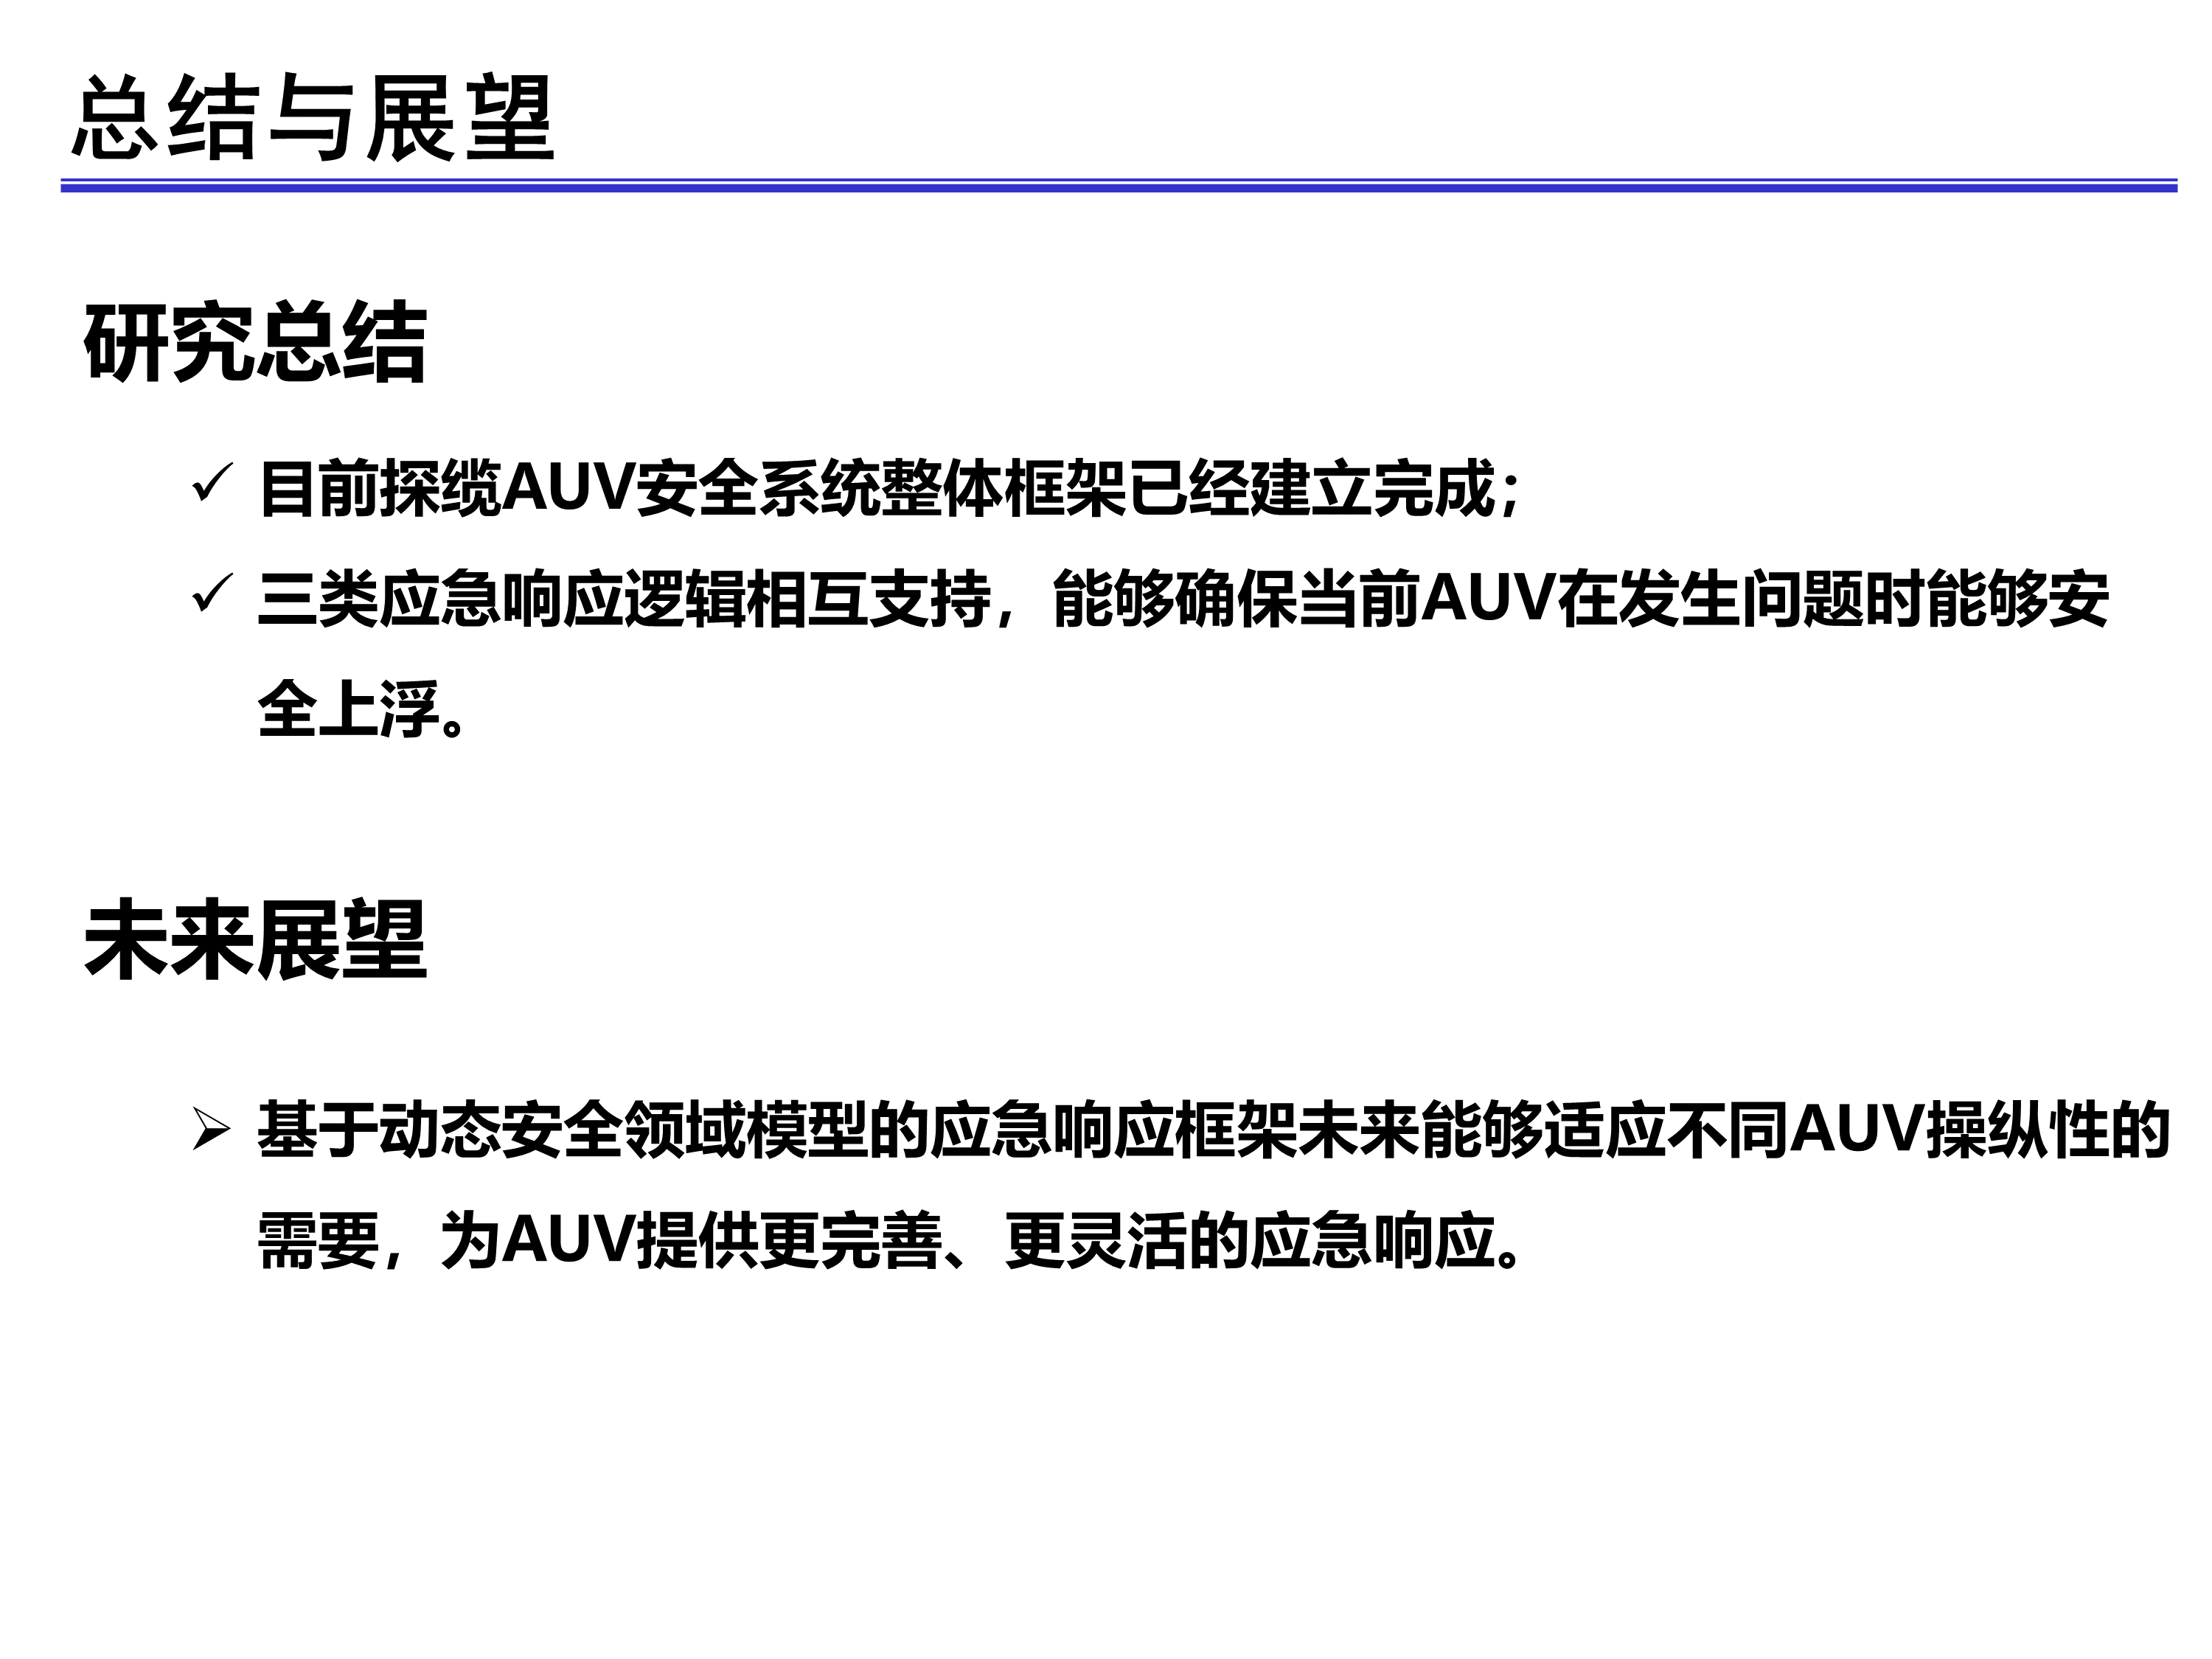 总结与展望
研究总结
✓ 目前探缆AUV安全系统整体框架已经建立完成；
✓ 三类应急响应逻辑相互支持，能够确保当前AUV在发生问题时能够安
全上浮。
未来展望
➢ 基于动态安全领域模型的应急响应框架未来能够适应不同AUV操纵性的
需要，为AUV提供更完善、更灵活的应急响应。